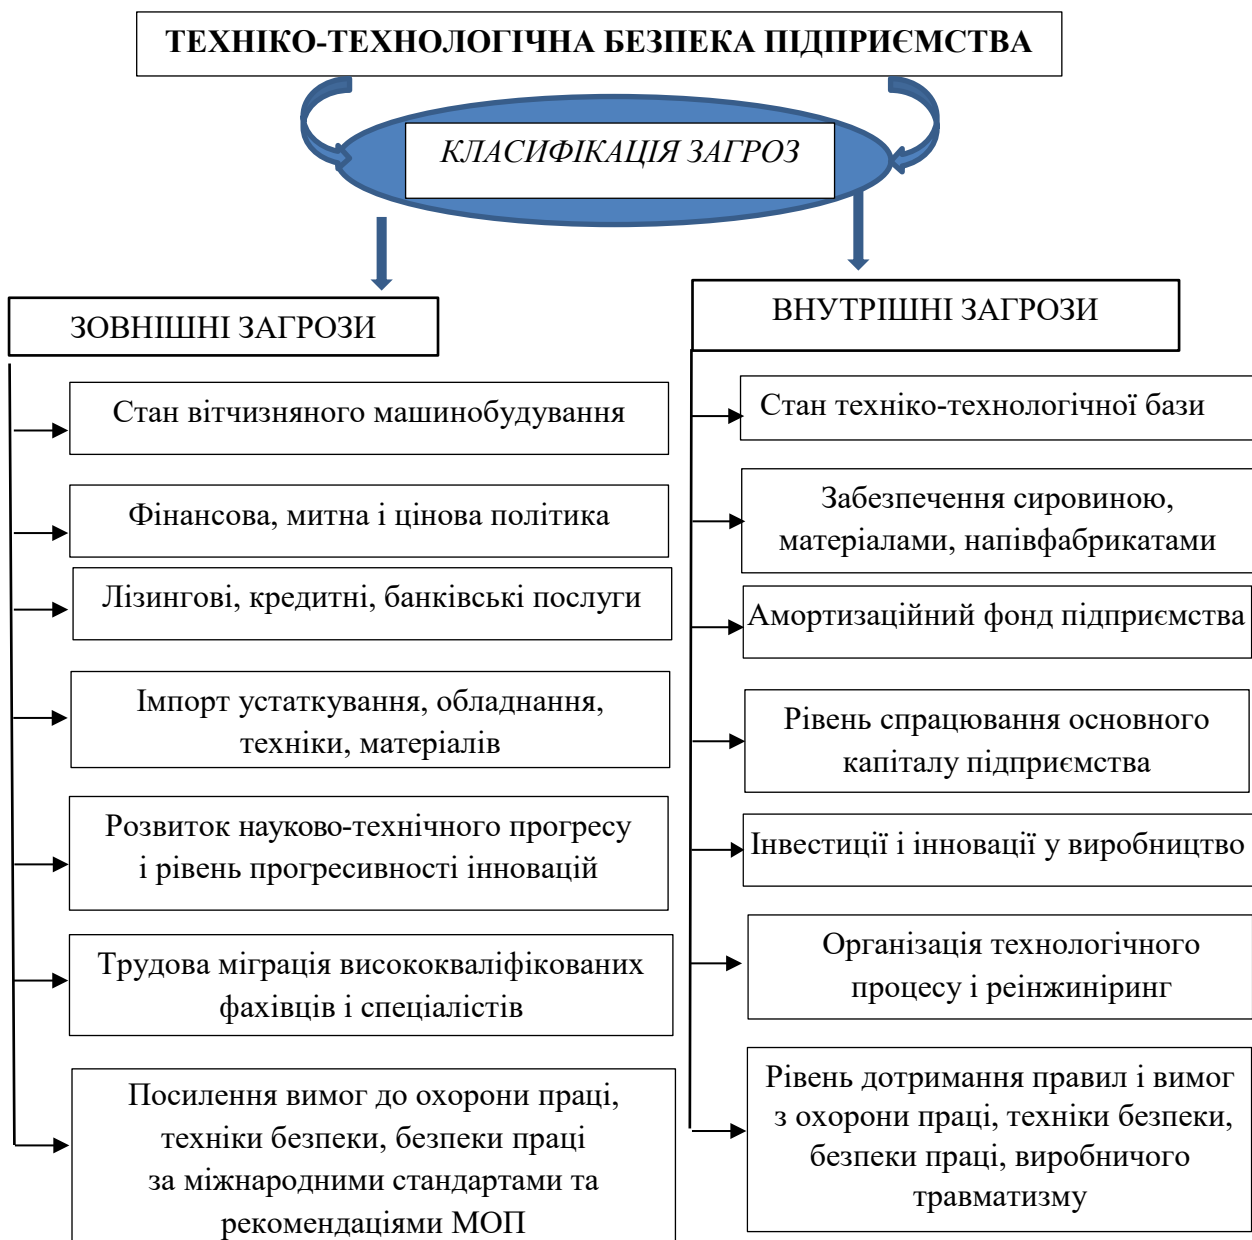 ТЕХНІКО-ТЕХНОЛОГІЧНА БЕЗПЕКА ПІДПРИЄМСТВА
КЛАСИФІКАЦІЯ ЗАГРОЗ
ЗОВНІШНІ ЗАГРОЗИ
Стан вітчизняного машинобудування
Фінансова, митна і цінова політика
Лізингові, кредитні, банківські послуги
Імпорт устаткування, обладнання,
техніки, матеріалів
Розвиток науково-технічного прогресу
і рівень прогресивності інновацій
Трудова міграція висококваліфікованих
фахівців і спеціалістів
Посилення вимог до охорони праці,
техніки безпеки, безпеки праці
за міжнародними стандартами та
рекомендаціями МОП
ВНУТРІШНІ ЗАГРОЗИ
Стан техніко-технологічної бази
Забезпечення сировиною,
матеріалами, напівфабрикатами
Амортизаційний фонд підприємства
Рівень спрацювання основного
капіталу підприємства
Інвестиції і інновації у виробництво
Організація технологічного
процесу і реінжиніринг
Рівень дотримання правил і вимог
з охорони праці, техніки безпеки,
безпеки праці, виробничого
травматизму